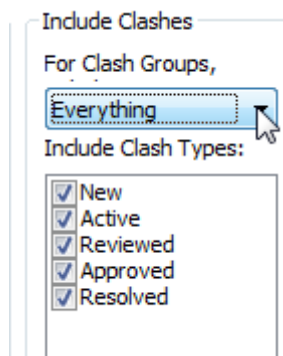 Include Clashes
For Clash Groups,
Everything
Include Clash Types:
New
Active
Reviewed
Approved
Resolved